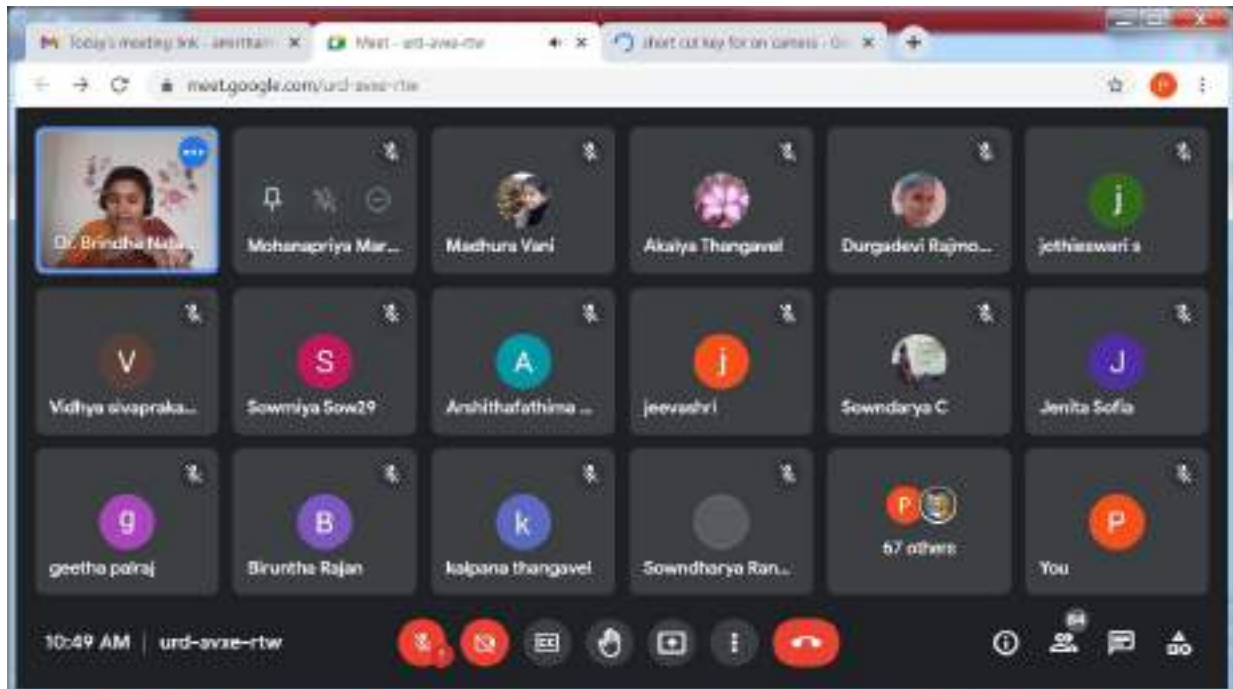 Today's meeting link - amritham
Meet - urd-avxe-rtw
short cut key for on camera - Go
meet.google.com/urd-avxe-rtw
P
Dr. Brindha Nata...
Mohanapriya Mar...
Madhura Vani
Akalya Thangavel
Durgadevi Rajmo...
j
jothieswari s
V
Vidhya sivapraka...
S
Sowmiya Sow29
A
Arshithafathima ...
j
jeevashri
Sowndarya C
J
Jenita Sofia
g
geetha palraj
B
Biruntha Rajan
k
kalpana thangavel
Sowndharya Ran...
P
67 others
P
You
10:49 AM | urd-avxe-rtw
CC
84